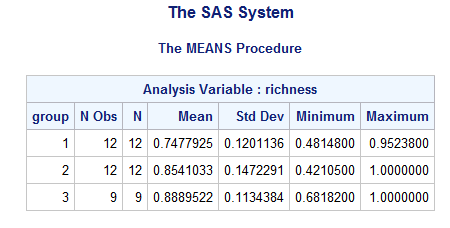 The SAS System
The MEANS Procedure
Analysis Variable : richness
group N Obs N Mean Std Dev Minimum Maximum
1 12 12 0.7477925 0.1201136 0.4814800 0.9523800
2 12 12 0.8541033 0.1472291 0.4210500 1.0000000
3 9 9 0.8889522 0.1134384 0.6818200 1.0000000